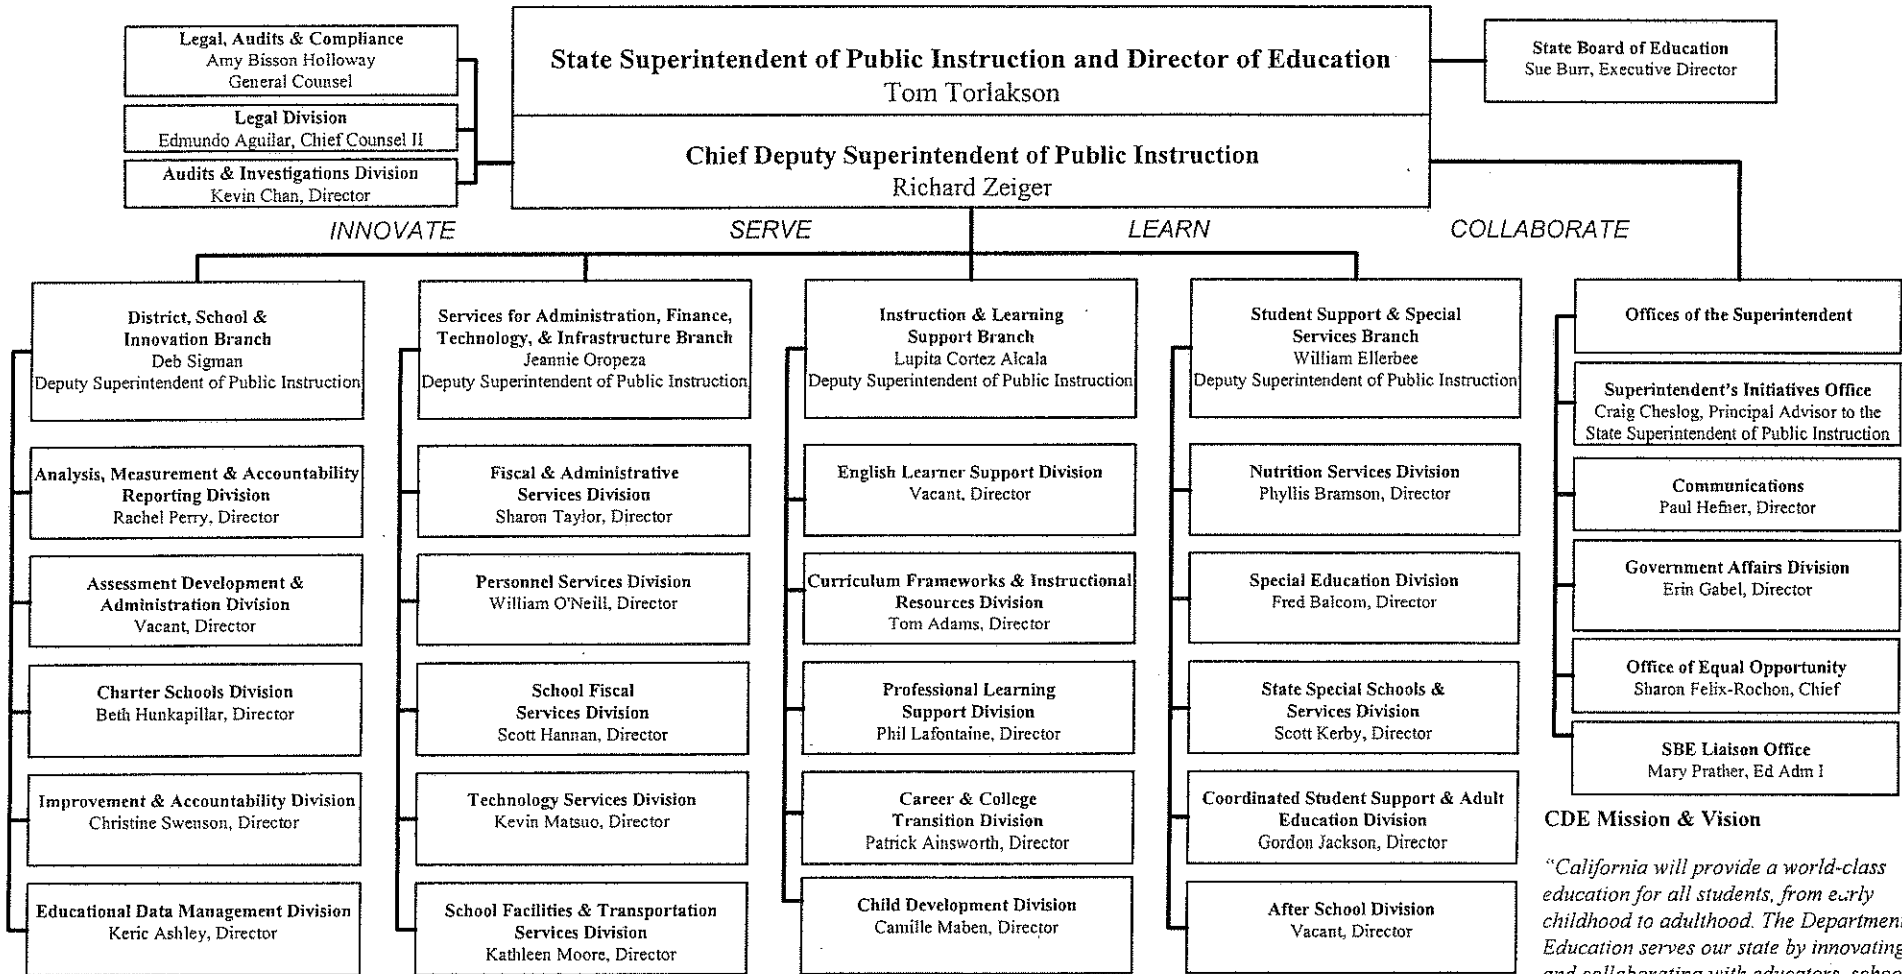 Legal, Audits & Compliance
Amy Bisson Holloway
General Counsel
Legal Division
Edmundo Aguilar, Chief Counsel II
Audits & Investigations Division
Kevin Chan, Director
State Superintendent of Public Instruction and Director of Education
Tom Torlakson
Chief Deputy Superintendent of Public Instruction
Richard Zeiger
State Board of Education
Sue Burr, Executive Director
INNOVATE SERVE LEARN COLLABORATE
District, School &
Innovation Branch
Deb Sigman
Deputy Superintendent of Public Instruction
Analysis, Measurement & Accountability
Reporting Division
Rachel Perry, Director
Assessment Development &
Administration Division
Vacant, Director
Charter Schools Division
Beth Hunkapillar, Director
Improvement & Accountability Division
Christine Swenson, Director
Educational Data Management Division
Keric Ashley, Director
Services for Administration, Finance,
Technology, & Infrastructure Branch
Jeannie Oropeza
Deputy Superintendent of Public Instruction
Fiscal & Administrative
Services Division
Sharon Taylor, Director
Personnel Services Division
William O'Neill, Director
School Fiscal
Services Division
Scott Hannan, Director
Technology Services Division
Kevin Matsuo, Director
School Facilities & Transportation
Services Division
Kathleen Moore, Director
Instruction & Learning
Support Branch
Lupita Cortez Alcala
Deputy Superintendent of Public Instruction
English Learner Support Division
Vacant, Director
Curriculum Frameworks & Instructional
Resources Division
Tom Adams, Director
Professional Learning
Support Division
Phil Lafontaine, Director
Career & College
Transition Division
Patrick Ainsworth, Director
Child Development Division
Camille Maben, Director
Student Support & Special
Services Branch
William Ellerbee
Deputy Superintendent of Public Instruction
Nutrition Services Division
Phyllis Bramson, Director
Special Education Division
Fred Balcom, Director
State Special Schools &
Services Division
Scott Kerby, Director
Coordinated Student Support & Adult
Education Division
Gordon Jackson, Director
After School Division
Vacant, Director
Offices of the Superintendent
Superintendent's Initiatives Office
Craig Cheslog, Principal Advisor to the
State Superintendent of Public Instruction
Communications
Paul Hefner, Director
Government Affairs Division
Erin Gabel, Director
Office of Equal Opportunity
Sharon Felix-Rochon, Chief
SBE Liaison Office
Mary Prather, Ed Adm I
CDE Mission & Vision
"California will provide a world-class
education for all students, from early
childhood to adulthood. The Department
Education serves our state by innovating
and collaborating with educators, school